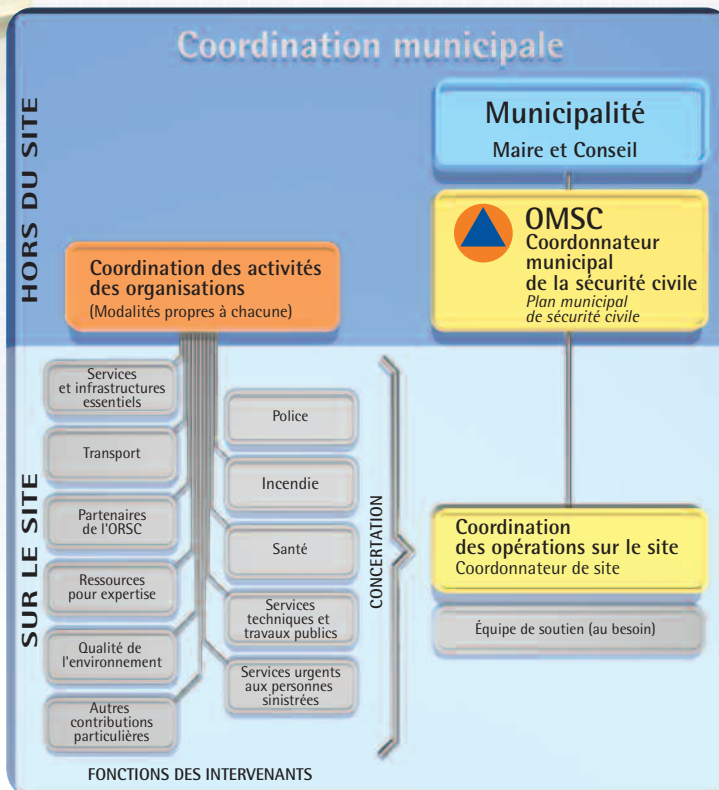 Coordination municipale
HORS DU SITE
Municipalité
Maire et Conseil
OMSC
Coordonnateur
municipal
de la sécurité civile
Plan municipal
de sécurité civile
Coordination des activités
des organisations
(Modalités propres à chacune)
SUR LE SITE
Services
et infrastructures
essentiels
Transport
Partenaires
de l'ORSC
Ressources
pour expertise
Qualité de
l'environnement
Autres
contributions
particulières
Police
Incendie
Santé
Services
techniques et
travaux publics
Services urgents
aux personnes
sinistrées
CONCERTATION
Coordination
des opérations sur le site
Coordonnateur de site
Équipe de soutien (au besoin)
FONCTIONS DES INTERVENANTS